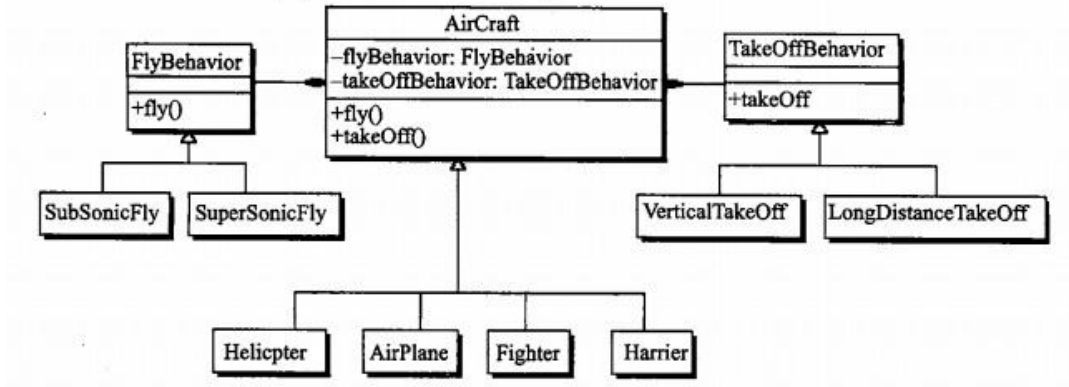 AirCraft
–flyBehavior: FlyBehavior
–takeOffBehavior: TakeOffBehavior
+fly()
+takeOff()
FlyBehavior
+fly()
TakeOffBehavior
+takeOff
SubSonicFly
SuperSonicFly
VerticalTakeOff
LongDistanceTakeOff
Helicpter
AirPlane
Fighter
Harrier